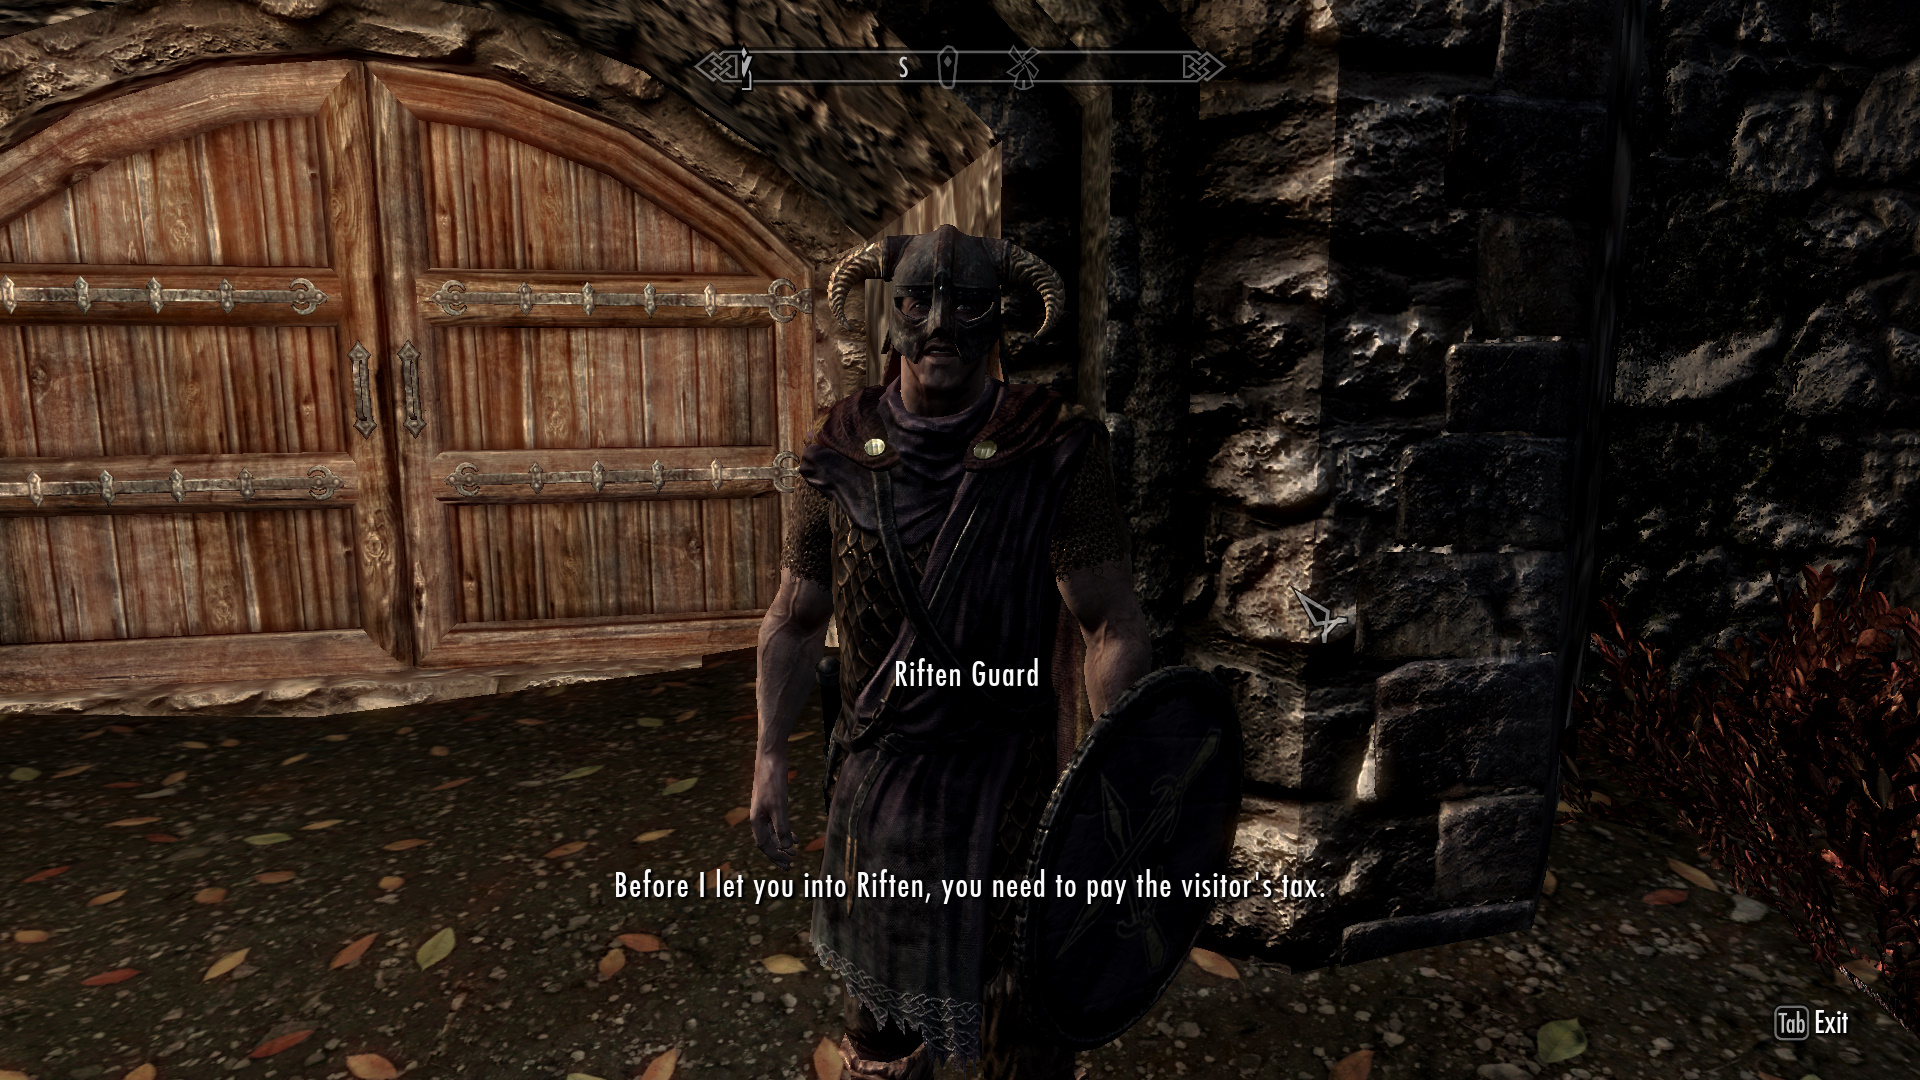 S
Riften Guard
Before I let you into Riften, you need to pay the visitor's tax.
Tab Exit